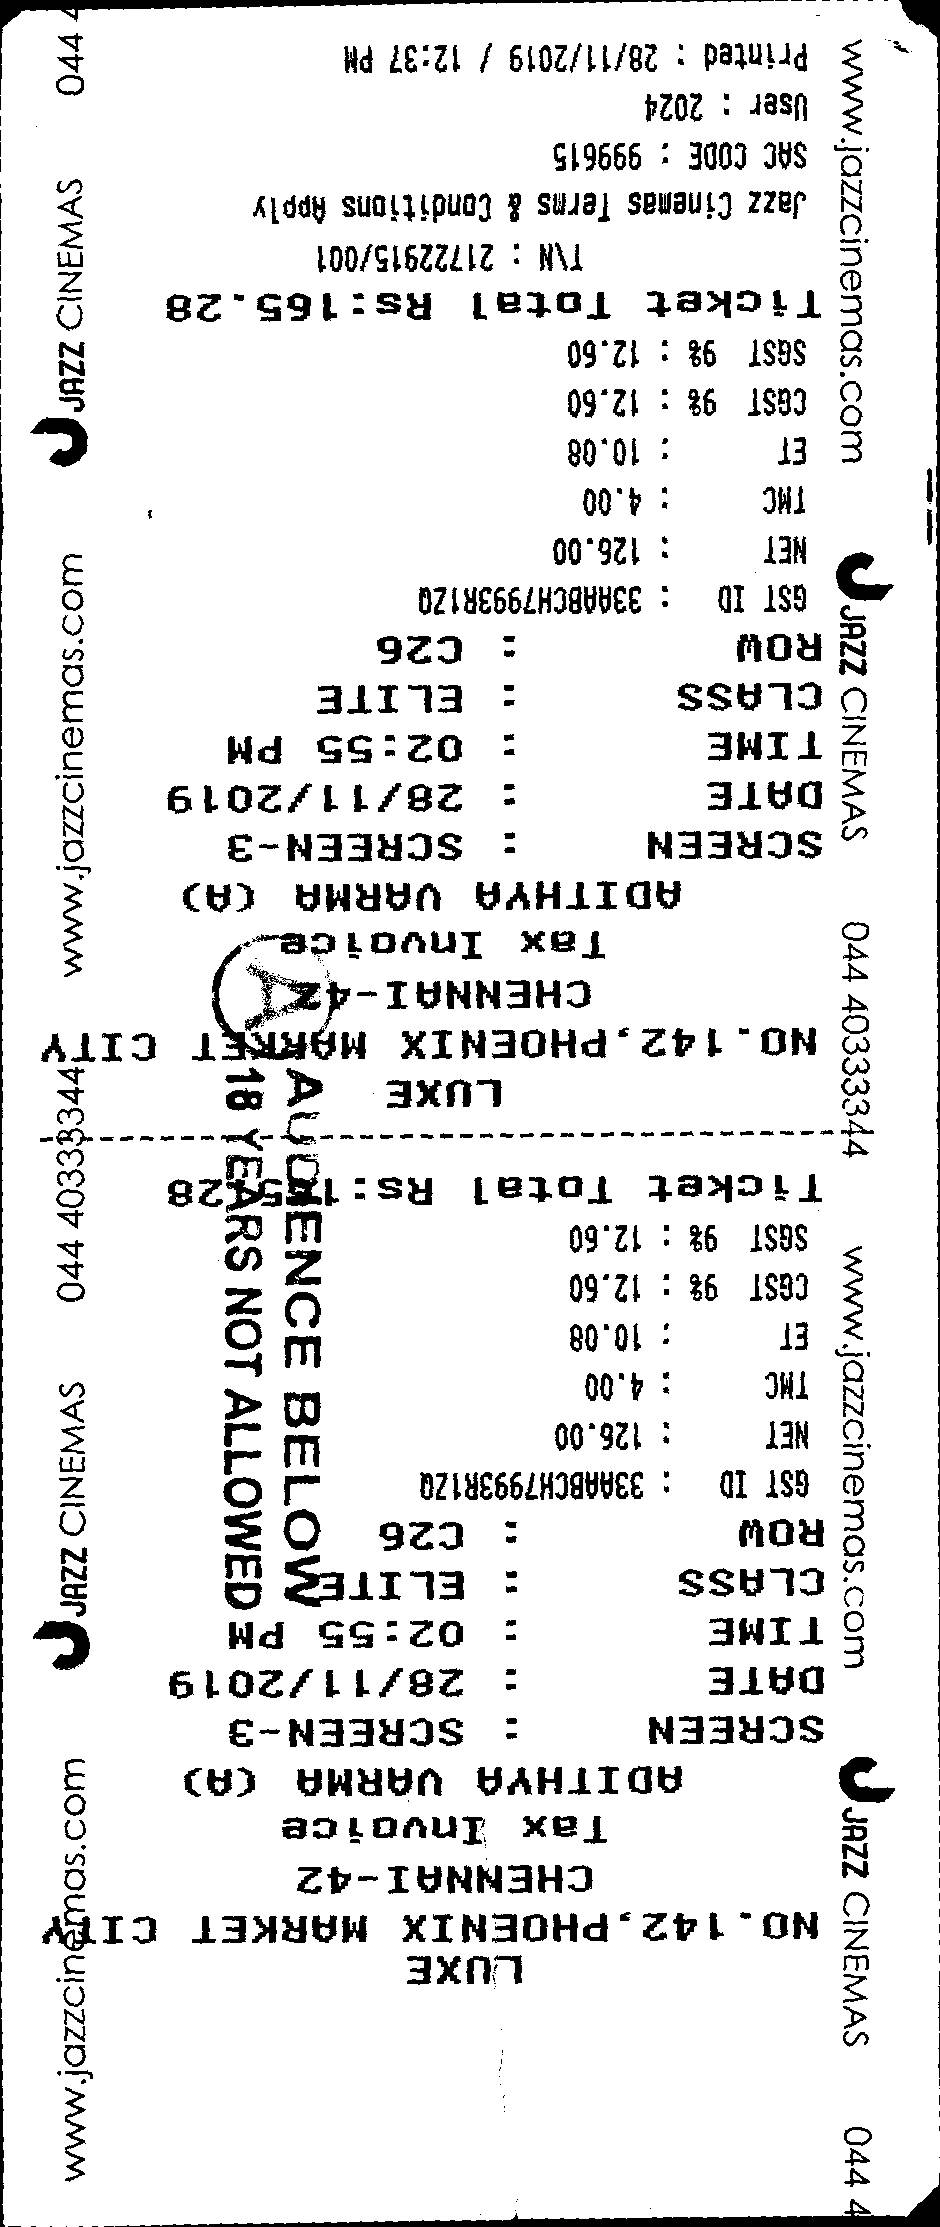 LUXE
NO.142,PHOENIX MARKET CITY
CHENNAI-42
Tax Invoice
ADITHYA VARMA (A)
SCREEN : SCREEN-3
DATE : 28/11/2019
TIME : 02:55 PM
CLASS : ELITE
ROW : C26
GST ID : 33AABCH7993R1ZQ
NET : 126.00
TMC : 4.00
ET : 10.08
CGST 9% : 12.60
SGST 9% : 12.60
Ticket Total Rs:165.28
LUXE
NO.142,PHOENIX MARKET CITY
CHENNAI-42
Tax Invoice
ADITHYA VARMA (A)
SCREEN : SCREEN-3
DATE : 28/11/2019
TIME : 02:55 PM
CLASS : ELITE
ROW : C26
GST ID : 33AABCH7993R1ZQ
NET : 126.00
TMC : 4.00
ET : 10.08
CGST 9% : 12.60
SGST 9% : 12.60
Ticket Total Rs:165.28
T\N : 21722915/001
Jazz Cinemas Terms & Conditions Apply
SAC CODE : 999615
User : 2024
Printed : 28/11/2019 / 12:37 PM
A
AUDIENCE BELOW
18 YEARS NOT ALLOWED
www.jazzcinemas.com JAZZ CINEMAS 044 40333344 www.jazzcinemas.com JAZZ CINEMAS 044 4
www.jazzcinemas.com JAZZ CINEMAS 044 40333344 www.jazzcinemas.com JAZZ CINEMAS 044 4